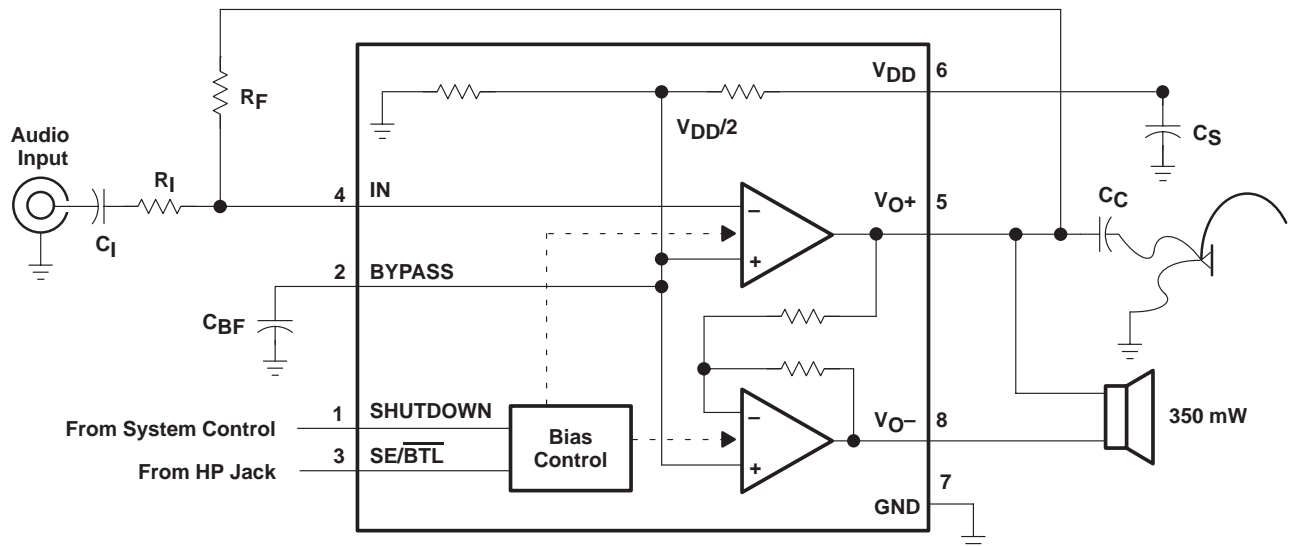 VDD 6
RF
VDD/2
CS
Audio
Input
RI
CI
4 IN
VO+ 5
CC
−
+
2 BYPASS
CBF
1 SHUTDOWN
From System Control
3 SE/BTL
From HP Jack
Bias
Control
−
+
VO− 8
350 mW
7
GND